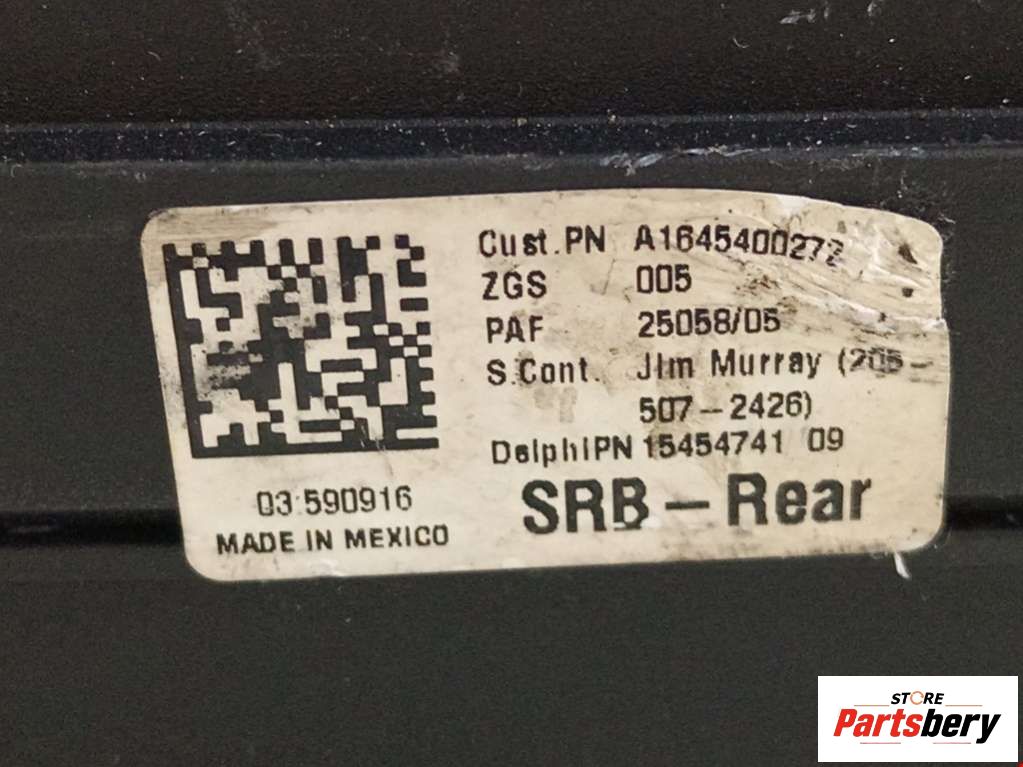 Cust.PN A1645400272
ZGS 005
PAF 25058/05
S.Cont. Jim Murray (205-
507-2426)
DelphiPN 15454741 09
SRB-Rear
03:590916
MADE IN MEXICO
STORE
Partsbery